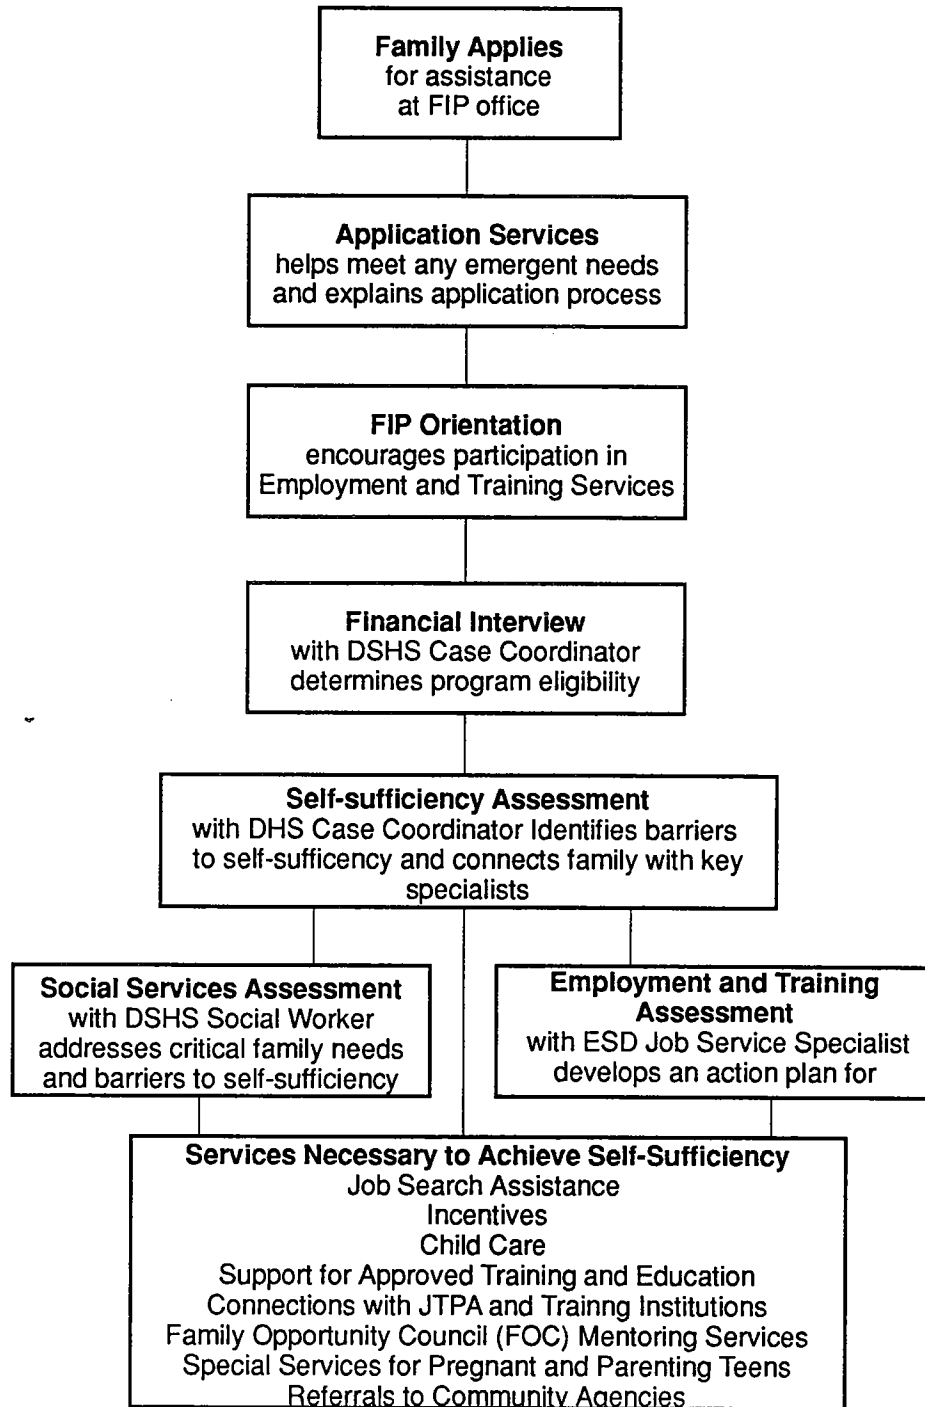 Family Applies
for assistance
at FIP office
Application Services
helps meet any emergent needs
and explains application process
FIP Orientation
encourages participation in
Employment and Training Services
Financial Interview
with DSHS Case Coordinator
determines program eligibility
Self-sufficiency Assessment
with DHS Case Coordinator Identifies barriers
to self-sufficency and connects family with key
specialists
Social Services Assessment
with DSHS Social Worker
addresses critical family needs
and barriers to self-sufficiency
Employment and Training
Assessment
with ESD Job Service Specialist
develops an action plan for
Services Necessary to Achieve Self-Sufficiency
Job Search Assistance
Incentives
Child Care
Support for Approved Training and Education
Connections with JTPA and Trainng Institutions
Family Opportunity Council (FOC) Mentoring Services
Special Services for Pregnant and Parenting Teens
Referrals to Community Agencies